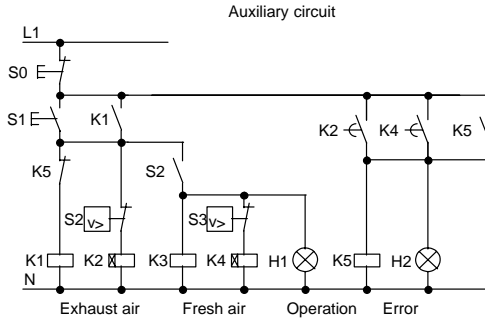 Auxiliary circuit
L1
S0
S1 K1 K2 K4 K5
K5 S2
S2 v> S3 v>
K1 K2 K3 K4 H1 K5 H2
N
Exhaust air Fresh air Operation Error